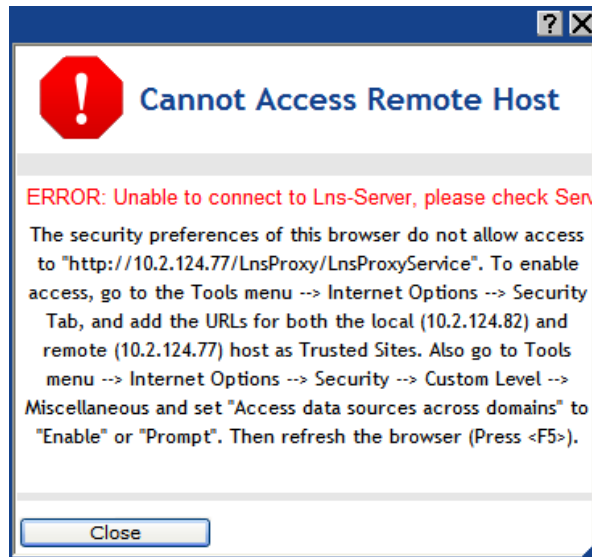 Cannot Access Remote Host
ERROR: Unable to connect to Lns-Server, please check Serv
The security preferences of this browser do not allow access
to "http://10.2.124.77/LnsProxy/LnsProxyService". To enable
access, go to the Tools menu --> Internet Options --> Security
Tab, and add the URLs for both the local (10.2.124.82) and
remote (10.2.124.77) host as Trusted Sites. Also go to Tools
menu --> Internet Options --> Security --> Custom Level -->
Miscellaneous and set "Access data sources across domains" to
"Enable" or "Prompt". Then refresh the browser (Press <F5>).
Close